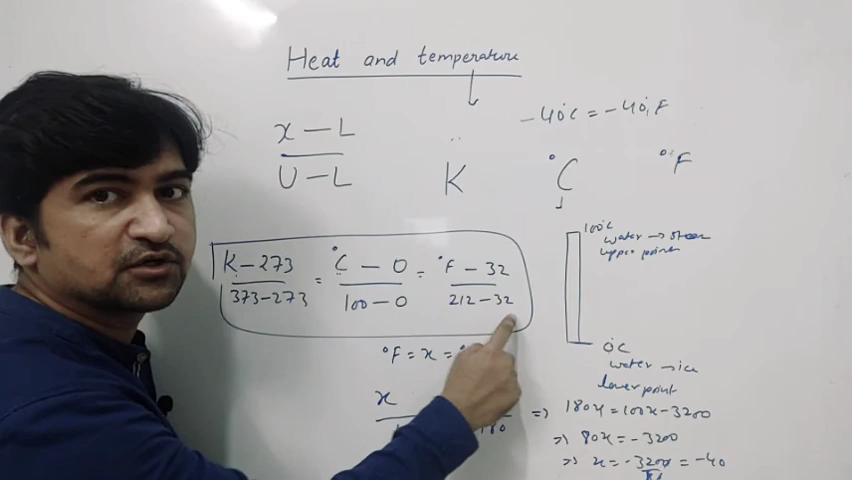 Heat and temperature
-40°C = -40°F
x - L
U - L
K
°C
°F
100°C
water → steam
upper point
K - 273 = °C - 0 = °F - 32
373 - 273 100 - 0 212 - 32
0°C
water → ice
lower point
°F = x = °
x
180
⇒ 180x = 100x - 3200
⇒ 80x = -3200
⇒ x = -3200 = -40